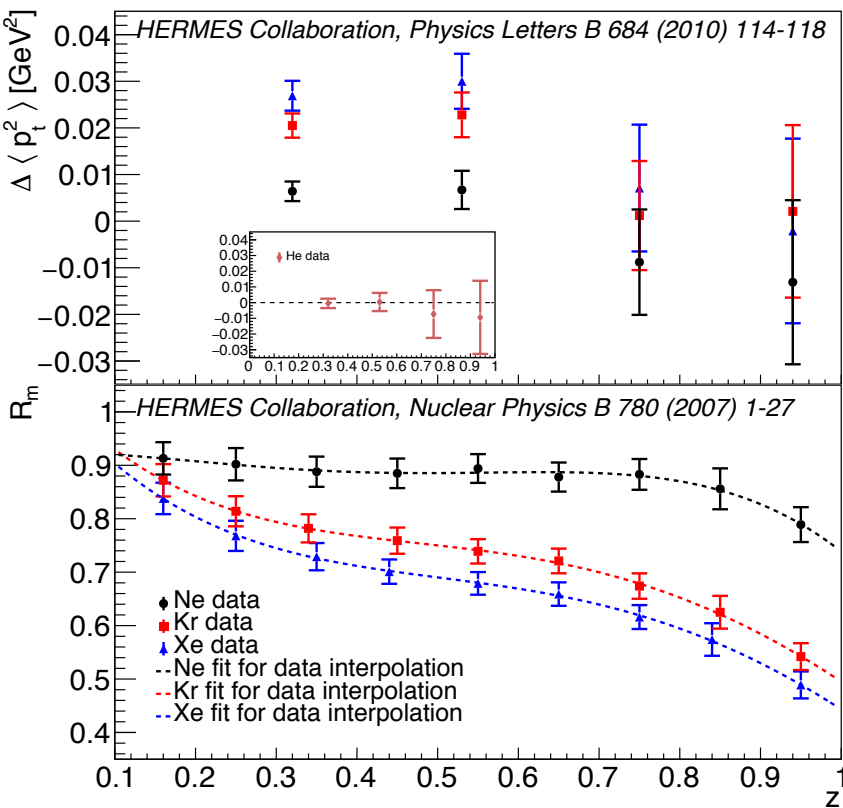 HERMES Collaboration, Physics Letters B 684 (2010) 114-118
Δ ⟨ p_t^2 ⟩ [GeV^2]
0.04
0.03
0.02
0.01
0
−0.01
−0.02
−0.03
0.04
0.03
0.02
0.01
0
−0.01
−0.02
−0.03
He data
0 0.1 0.2 0.3 0.4 0.5 0.6 0.7 0.8 0.9 1
HERMES Collaboration, Nuclear Physics B 780 (2007) 1-27
R_m
1
0.9
0.8
0.7
0.6
0.5
0.4
Ne data
Kr data
Xe data
Ne fit for data interpolation
Kr fit for data interpolation
Xe fit for data interpolation
0.1 0.2 0.3 0.4 0.5 0.6 0.7 0.8 0.9 1
z